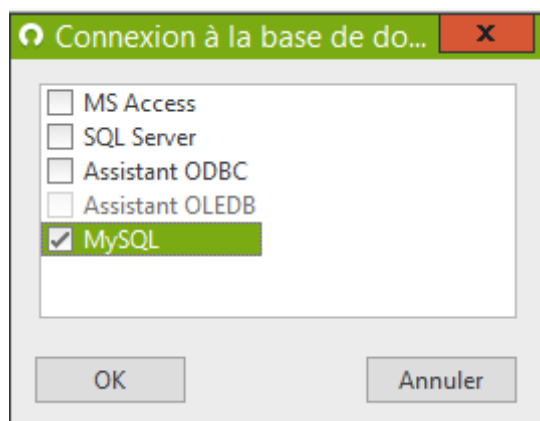 Connexion à la base de do...
MS Access
SQL Server
Assistant ODBC
Assistant OLEDB
MySQL
OK
Annuler